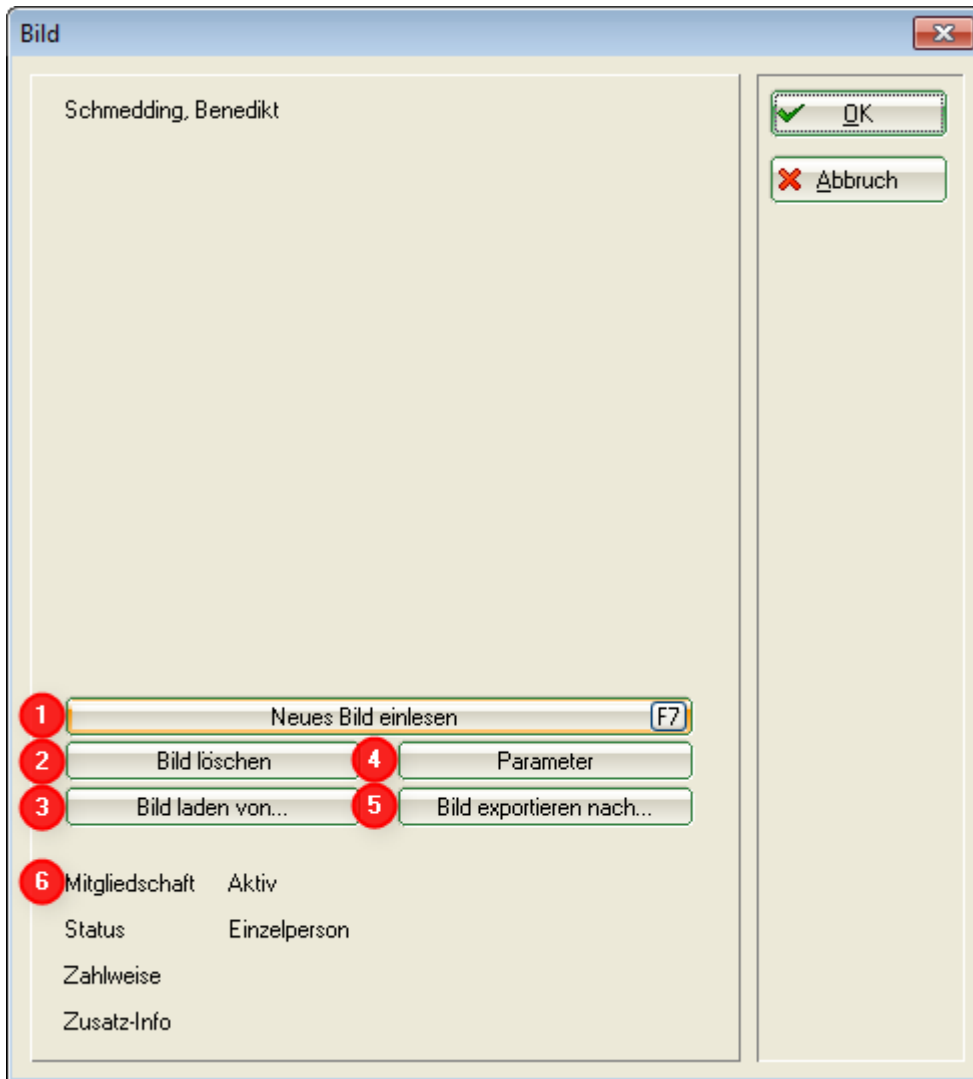 Bild
Schmedding, Benedikt
OK
Abbruch
1 Neues Bild einlesen F7
2 Bild löschen 4 Parameter
3 Bild laden von... 5 Bild exportieren nach...
6 Mitgliedschaft Aktiv
Status Einzelperson
Zahlweise
Zusatz-Info